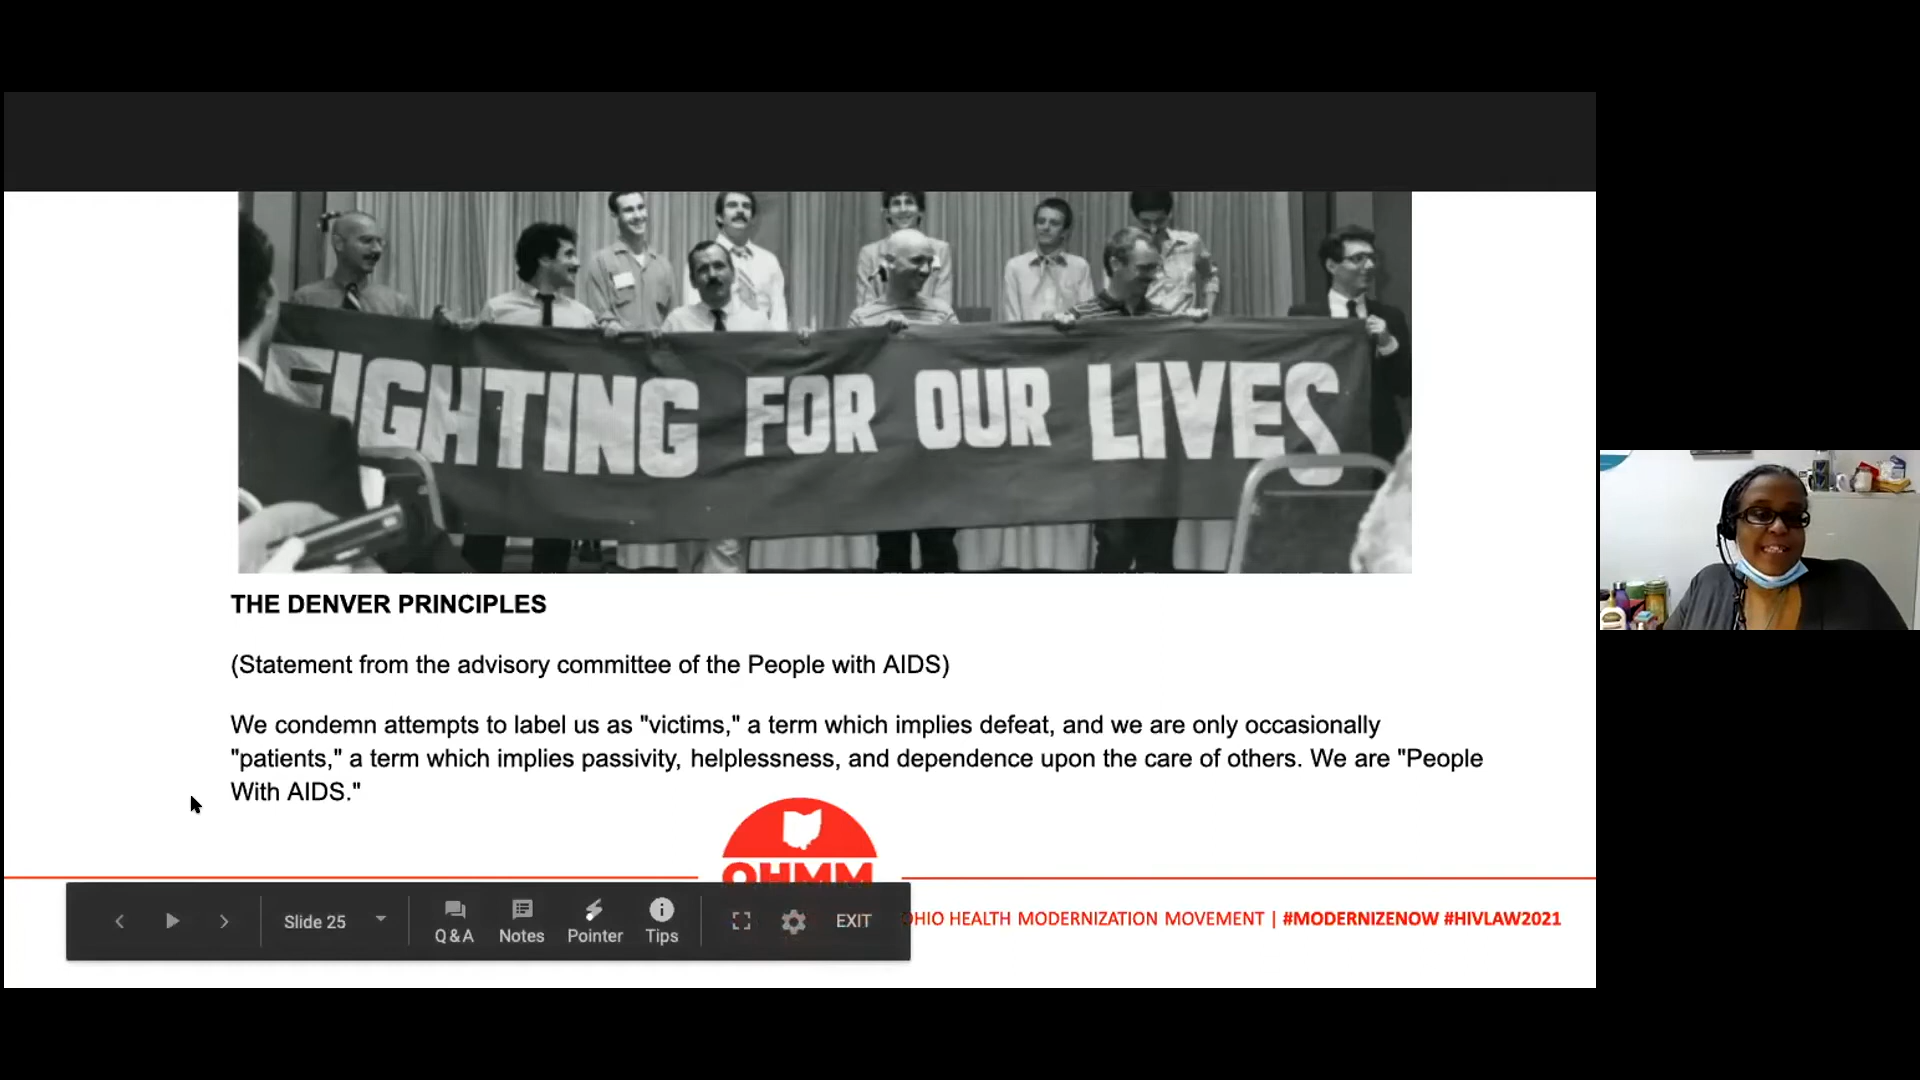 FIGHTING FOR OUR LIVES
THE DENVER PRINCIPLES
(Statement from the advisory committee of the People with AIDS)
We condemn attempts to label us as "victims," a term which implies defeat, and we are only occasionally
"patients," a term which implies passivity, helplessness, and dependence upon the care of others. We are "People
With AIDS."
OHMM
OHIO HEALTH MODERNIZATION MOVEMENT | #MODERNIZENOW #HIVLAW2021
Slide 25
Q&A
Notes
Pointer
Tips
EXIT